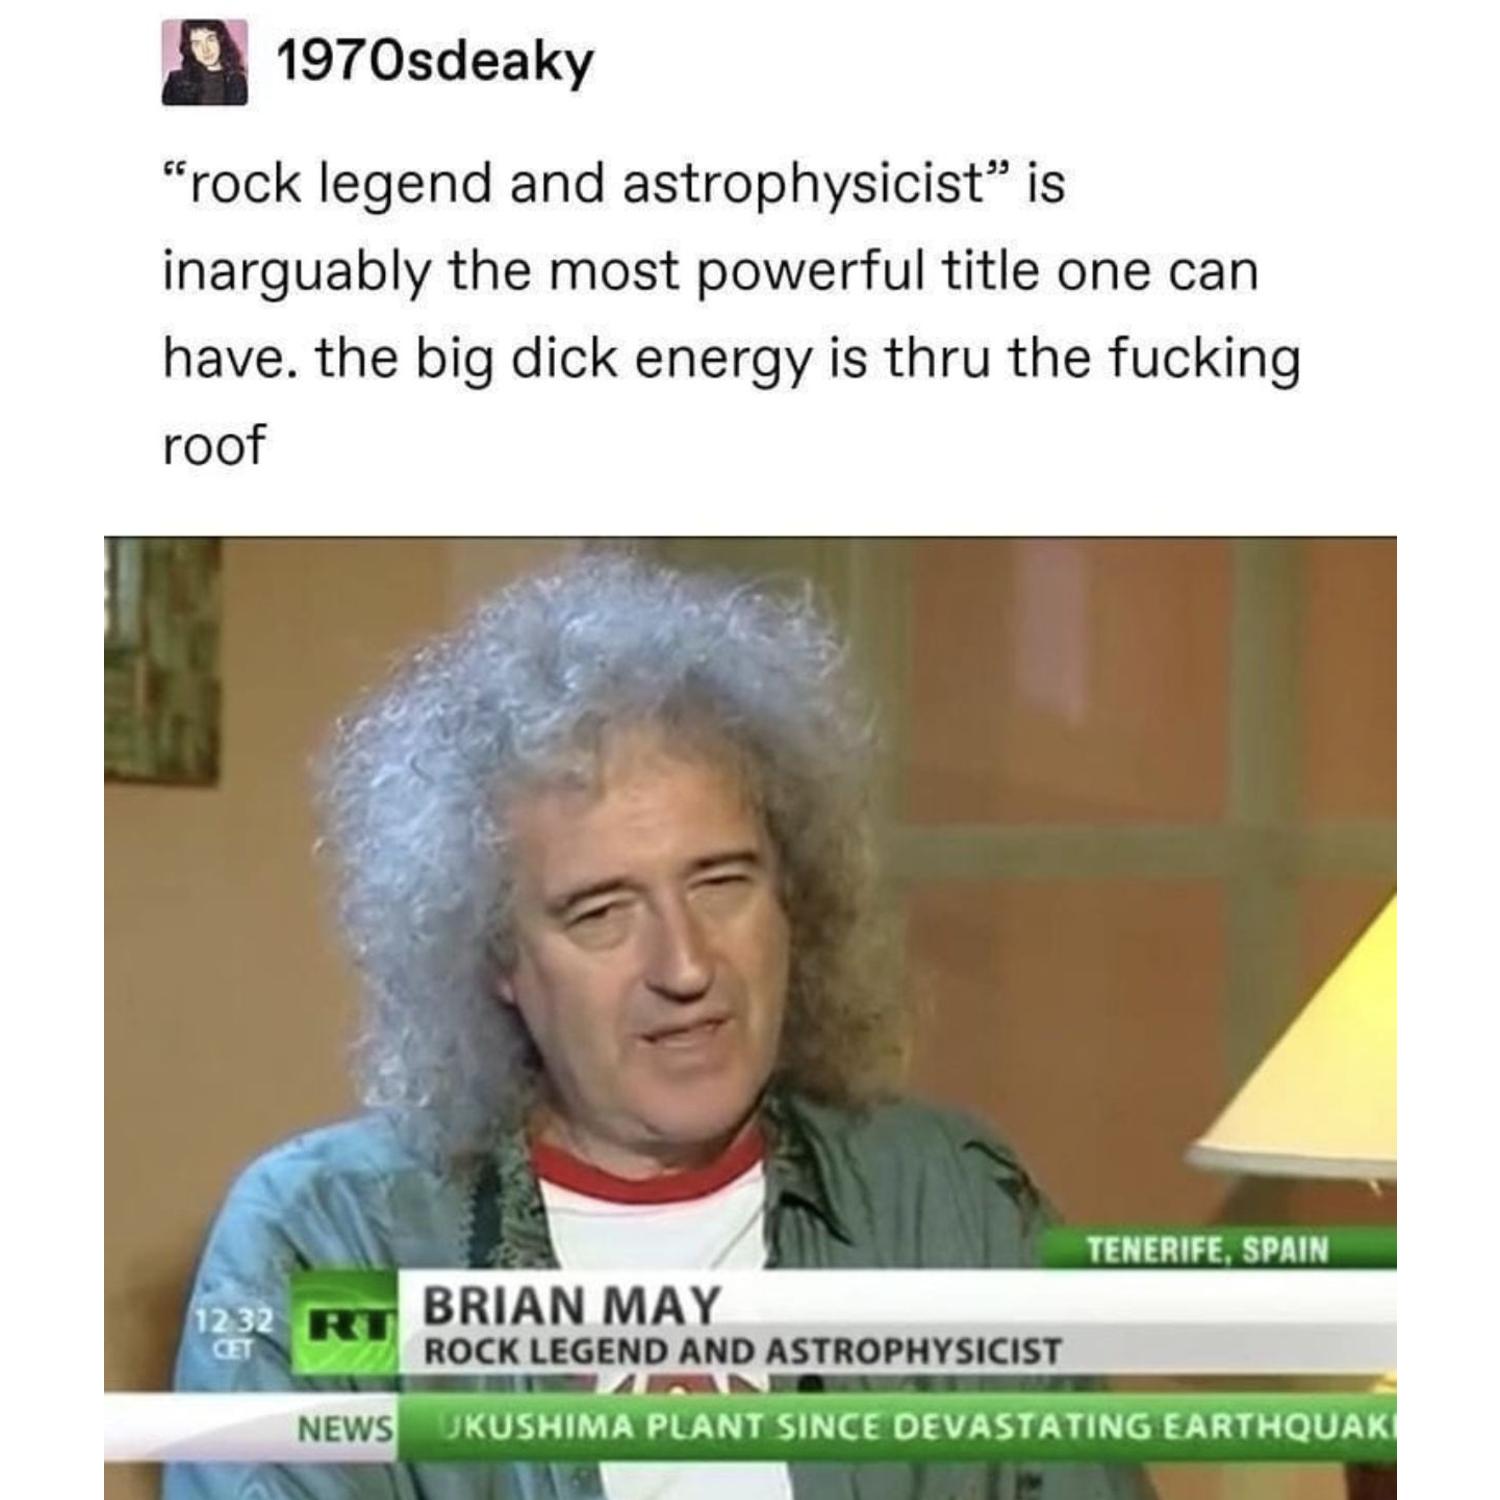 1970sdeaky
“rock legend and astrophysicist” is
inarguably the most powerful title one can
have. the big dick energy is thru the fucking
roof
TENERIFE, SPAIN
12:32
CET
RT
BRIAN MAY
ROCK LEGEND AND ASTROPHYSICIST
NEWS
UKUSHIMA PLANT SINCE DEVASTATING EARTHQUAK